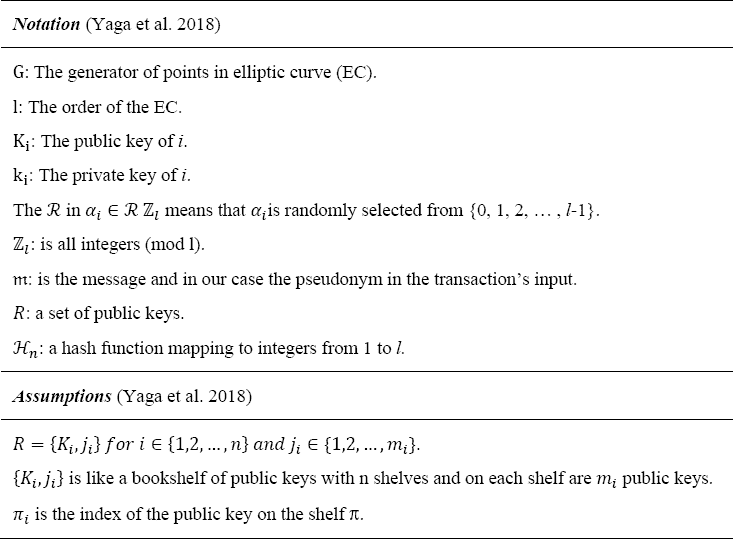 Notation (Yaga et al. 2018)
G: The generator of points in elliptic curve (EC).
l: The order of the EC.
Kᵢ: The public key of i.
kᵢ: The private key of i.
The ℛ in αᵢ ∈ ℛ ℤₗ means that αᵢis randomly selected from {0, 1, 2, … , l-1}.
ℤₗ: is all integers (mod l).
m: is the message and in our case the pseudonym in the transaction’s input.
R: a set of public keys.
ℋₙ: a hash function mapping to integers from 1 to l.
Assumptions (Yaga et al. 2018)
R = {Kᵢ, jᵢ} for i ∈ {1,2, …, n} and jᵢ ∈ {1,2, …, mᵢ}.
{Kᵢ, jᵢ} is like a bookshelf of public keys with n shelves and on each shelf are mᵢ public keys.
πᵢ is the index of the public key on the shelf π.